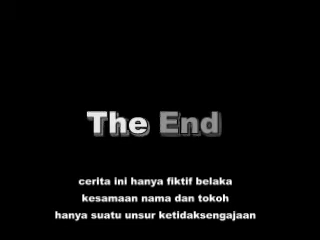 The End
cerita ini hanya fiktif belaka
kesamaan nama dan tokoh
hanya suatu unsur ketidaksengajaan